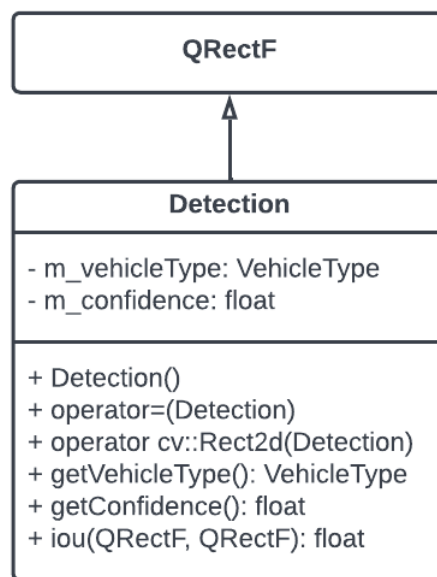 QRectF
Detection
- m_vehicleType: VehicleType
- m_confidence: float
+ Detection()
+ operator=(Detection)
+ operator cv::Rect2d(Detection)
+ getVehicleType(): VehicleType
+ getConfidence(): float
+ iou(QRectF, QRectF): float